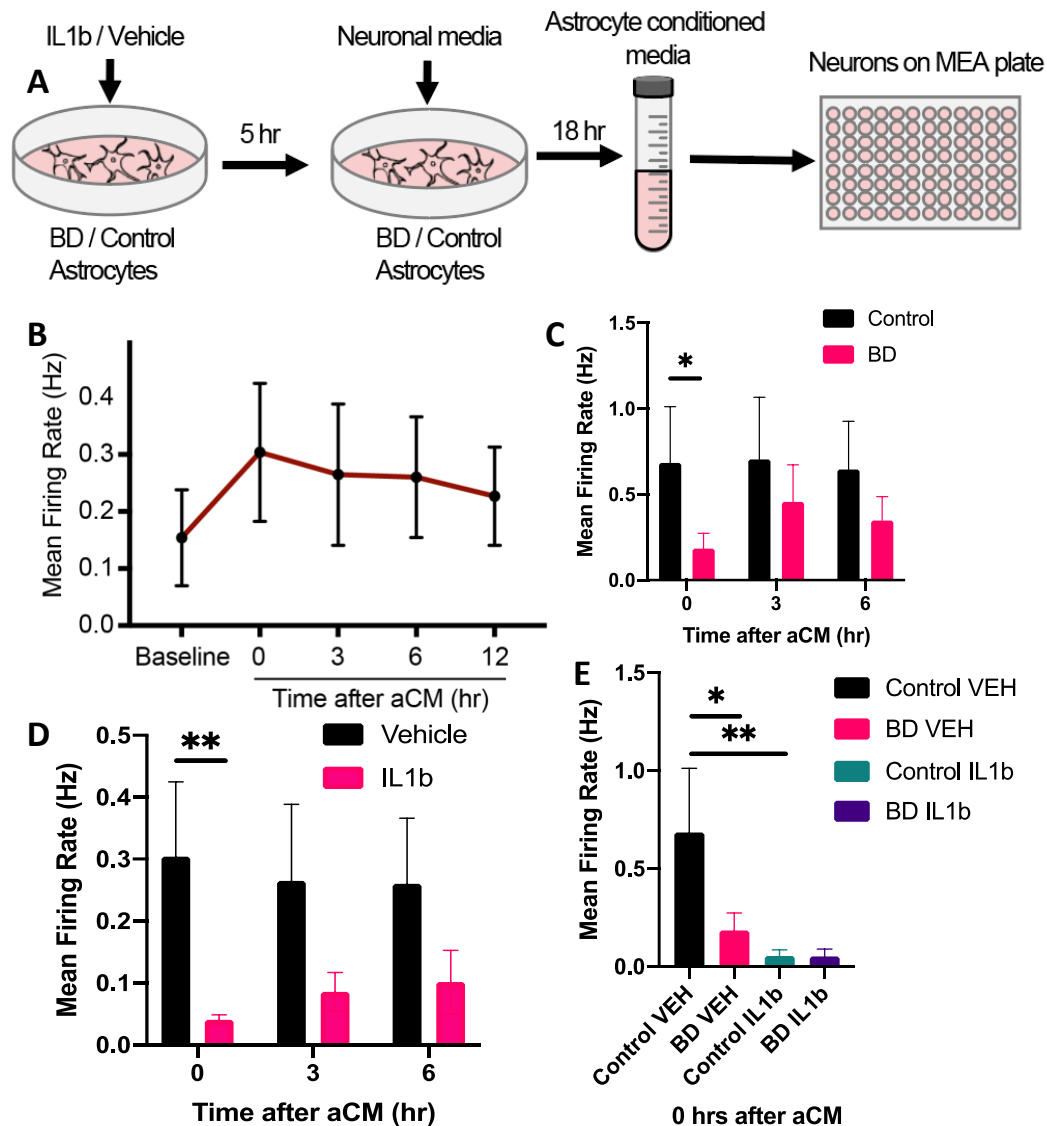 A
IL1b / Vehicle
Neuronal media
Astrocyte conditioned
media
Neurons on MEA plate
5 hr
18 hr
BD / Control
Astrocytes
BD / Control
Astrocytes
B
Mean Firing Rate (Hz)
0.4
0.3
0.2
0.1
0.0
Baseline 0 3 6 12
Time after aCM (hr)
C
Mean Firing Rate (Hz)
1.5
1.0
0.5
0.0
Control
BD
*
0 3 6
Time after aCM (hr)
D
Mean Firing Rate (Hz)
0.5
0.4
0.3
0.2
0.1
0.0
Vehicle
IL1b
**
0 3 6
Time after aCM (hr)
E
Mean Firing Rate (Hz)
1.5
1.0
0.5
0.0
*
**
Control VEH
BD VEH
Control IL1b
BD IL1b
Control VEH
BD VEH
Control IL1b
BD IL1b
0 hrs after aCM